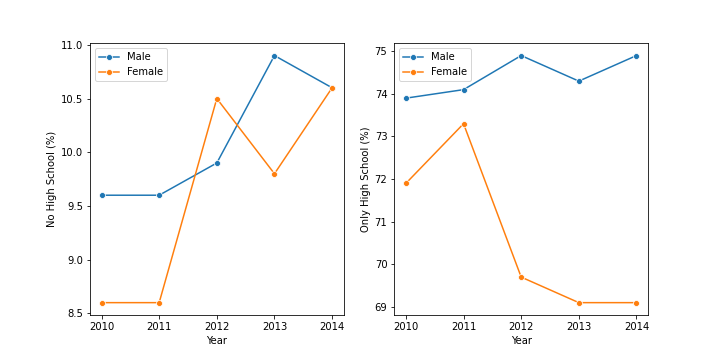 Male
Female
11.0
10.5
10.0
9.5
9.0
8.5
No High School (%)
2010 2011 2012 2013 2014
Year
Male
Female
75
74
73
72
71
70
69
Only High School (%)
2010 2011 2012 2013 2014
Year